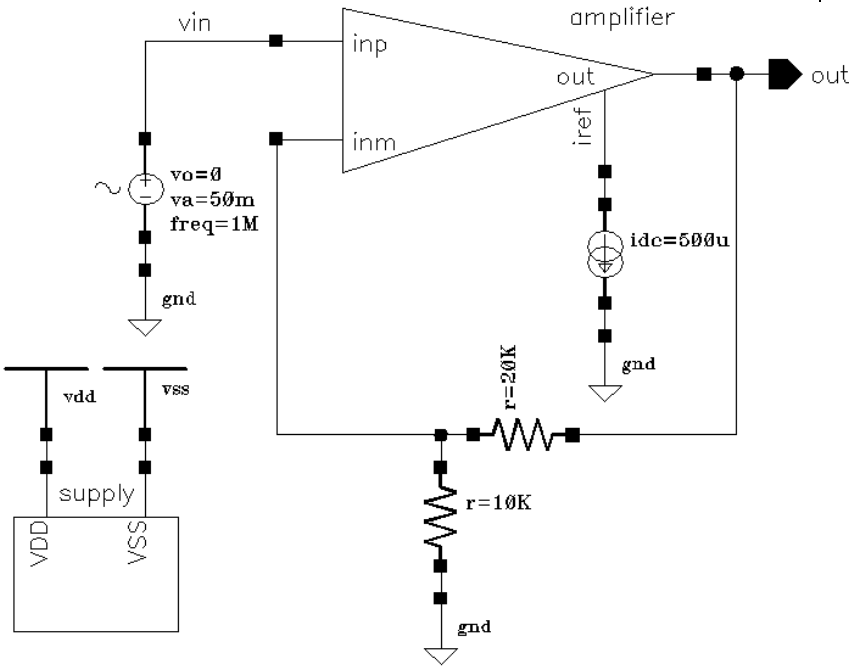 amplifier
vin
inp
out
out
inm
iref
vo=0
va=50m
freq=1M
idc=500u
gnd
gnd
vdd
vss
r=20K
supply
r=10K
VDD
VSS
gnd